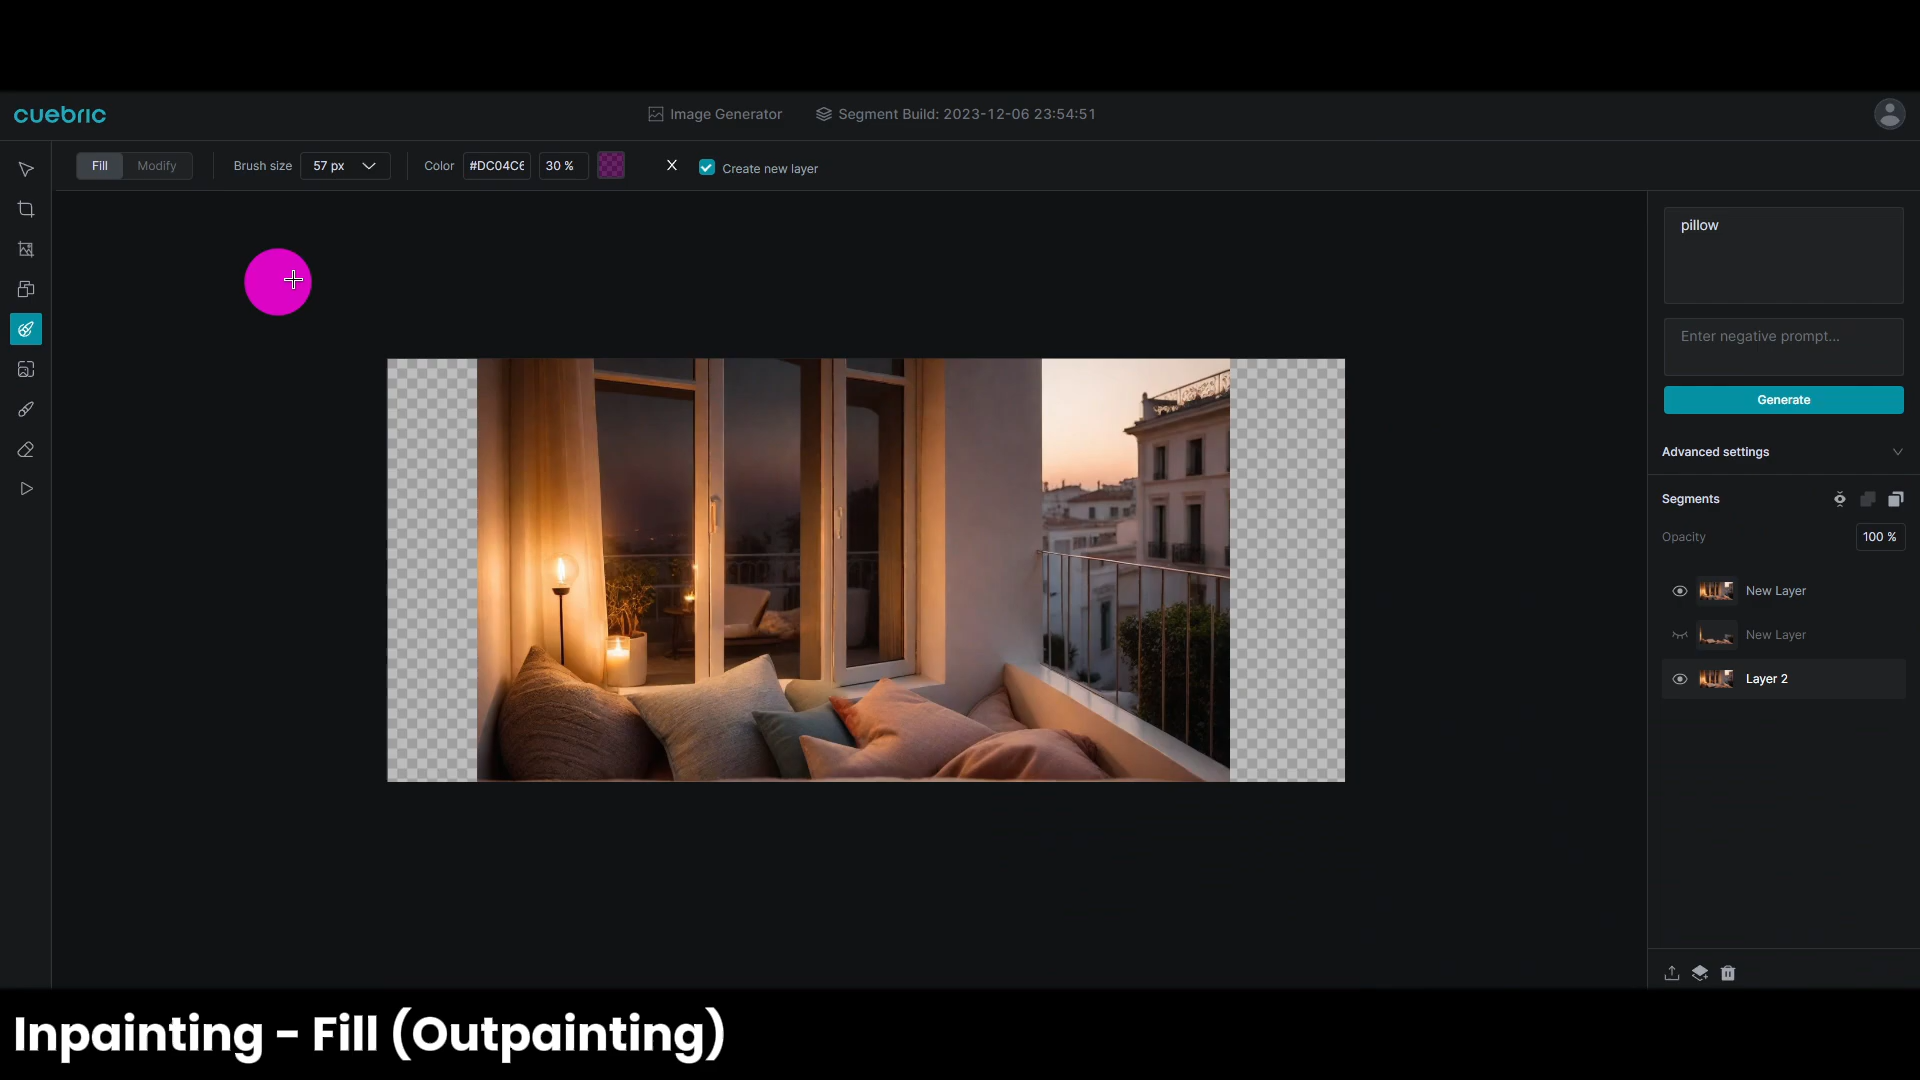 cuebric
Image Generator
Segment Build: 2023-12-06 23:54:51
Fill
Modify
Brush size
57 px
Color
#DC04C6
30 %
X
Create new layer
pillow
Enter negative prompt...
Generate
Advanced settings
Segments
Opacity
100 %
New Layer
New Layer
Layer 2
Inpainting - Fill (Outpainting)